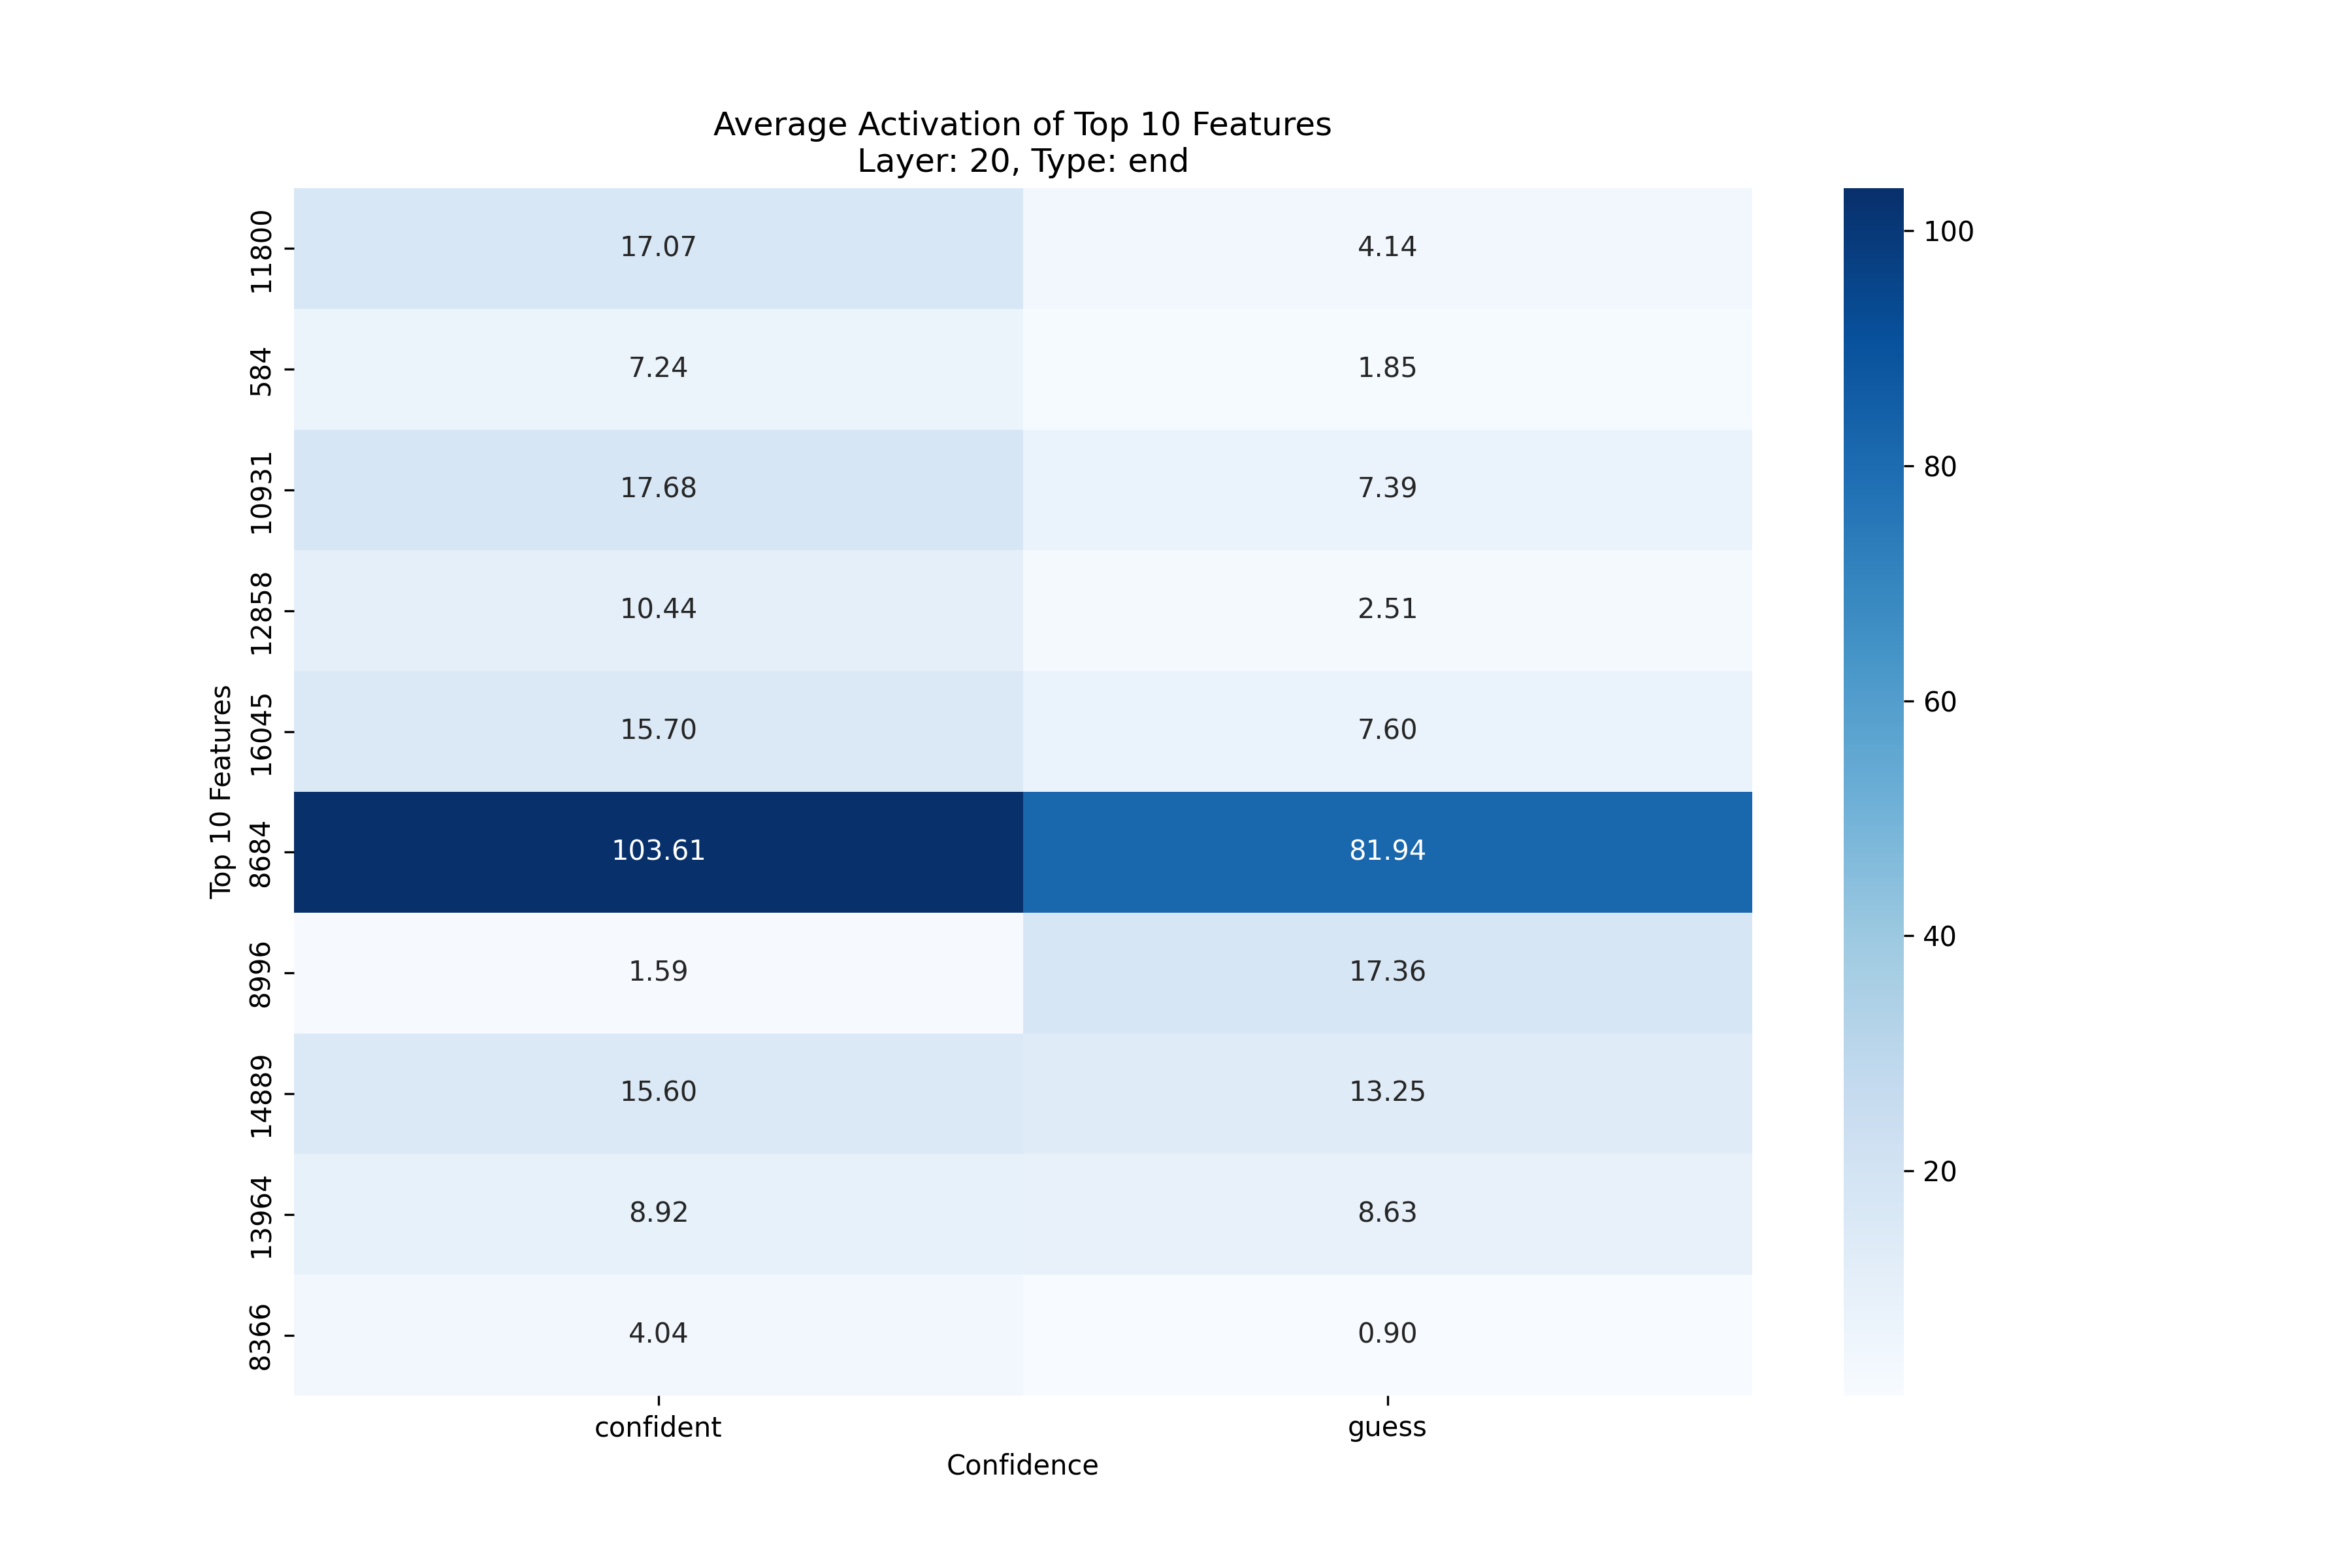 Average Activation of Top 10 Features
Layer: 20, Type: end
Top 10 Features
11800 17.07 4.14
584 7.24 1.85
10931 17.68 7.39
12858 10.44 2.51
16045 15.70 7.60
8684 103.61 81.94
8996 1.59 17.36
14889 15.60 13.25
13964 8.92 8.63
8366 4.04 0.90
confident guess
Confidence
100
80
60
40
20